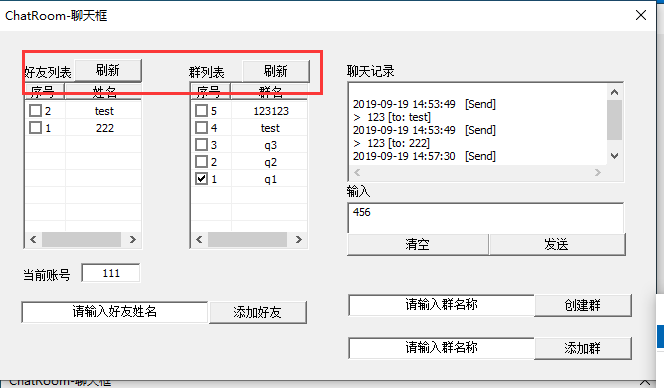 ChatRoom-聊天框
好友列表 刷新
序号 姓名
2 test
1 222
群列表 刷新
序号 群名
5 123123
4 test
3 q3
2 q2
1 q1
聊天记录
2019-09-19 14:53:49 [Send]
> 123 [to: test]
2019-09-19 14:53:49 [Send]
> 123 [to: 222]
2019-09-19 14:57:30 [Send]
输入
456
清空 发送
当前账号 111
请输入好友姓名 添加好友
请输入群名称 创建群
请输入群名称 添加群
ChatRoom-聊天框